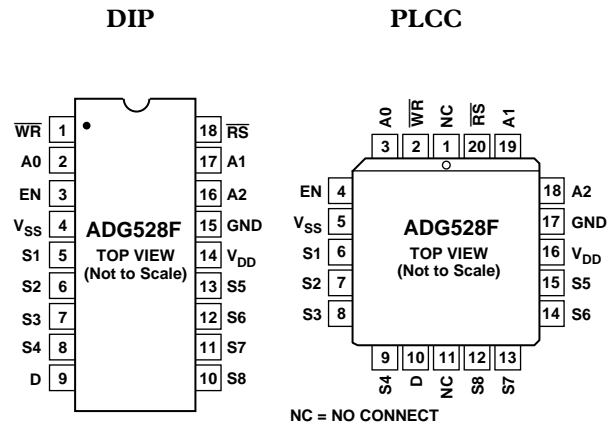 DIP
PLCC
W̅R̅ 1
A0 2
EN 3
VSS 4
S1 5
S2 6
S3 7
S4 8
D 9
ADG528F
TOP VIEW
(Not to Scale)
18 R̅S̅
17 A1
16 A2
15 GND
14 VDD
13 S5
12 S6
11 S7
10 S8
A0 W̅R̅ NC R̅S̅ A1
3 2 1 20 19
EN 4
VSS 5
S1 6
S2 7
S3 8
ADG528F
TOP VIEW
(Not to Scale)
18 A2
17 GND
16 VDD
15 S5
14 S6
9 10 11 12 13
S4 D NC S8 S7
NC = NO CONNECT